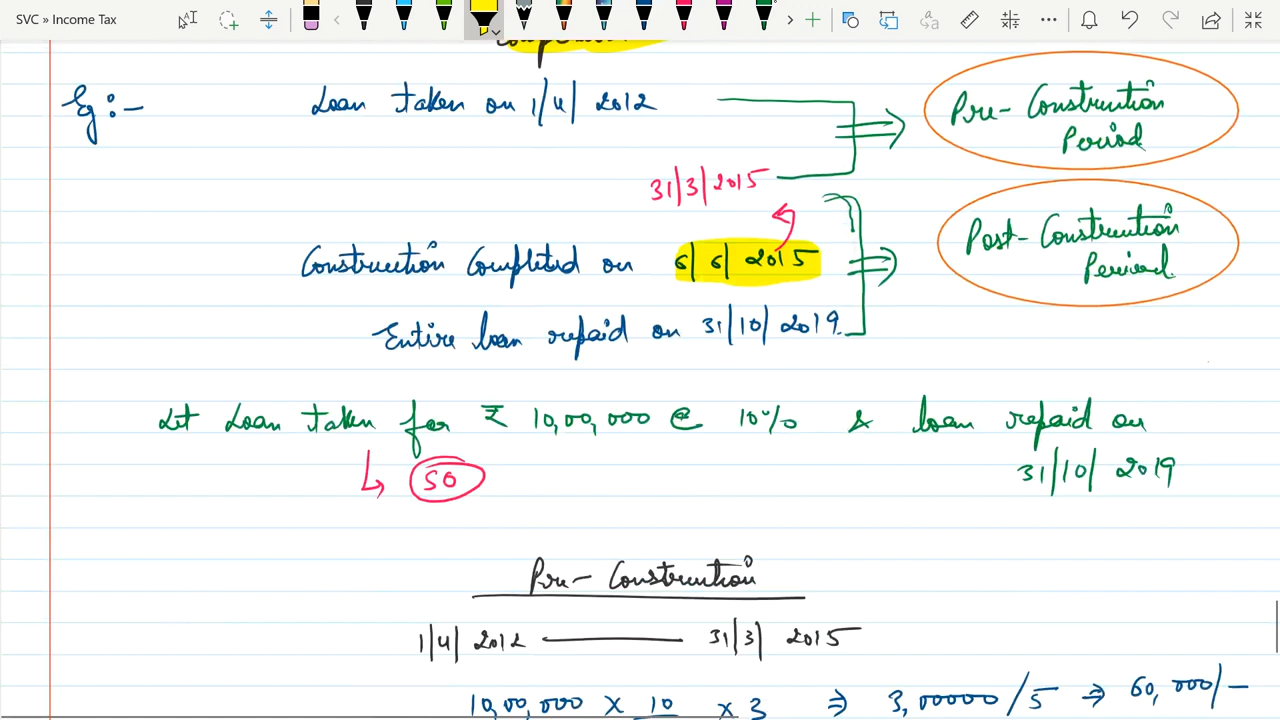 SVC » Income Tax
Eg:- Loan taken on 1/4/2012
Pre-Construction Period
31/3/2015
Construction Completed on 6/6/2015
Post-Construction Period
Entire loan repaid on 31/10/2019
Let Loan taken for ₹ 10,00,000 @ 10% & loan repaid on
31/10/2019
SO
Pre-Construction
1/4/2012 — 31/3/2015
10,00,000 × 10 × 3 ⇒ 3,00000/5 ⇒ 60,000/-